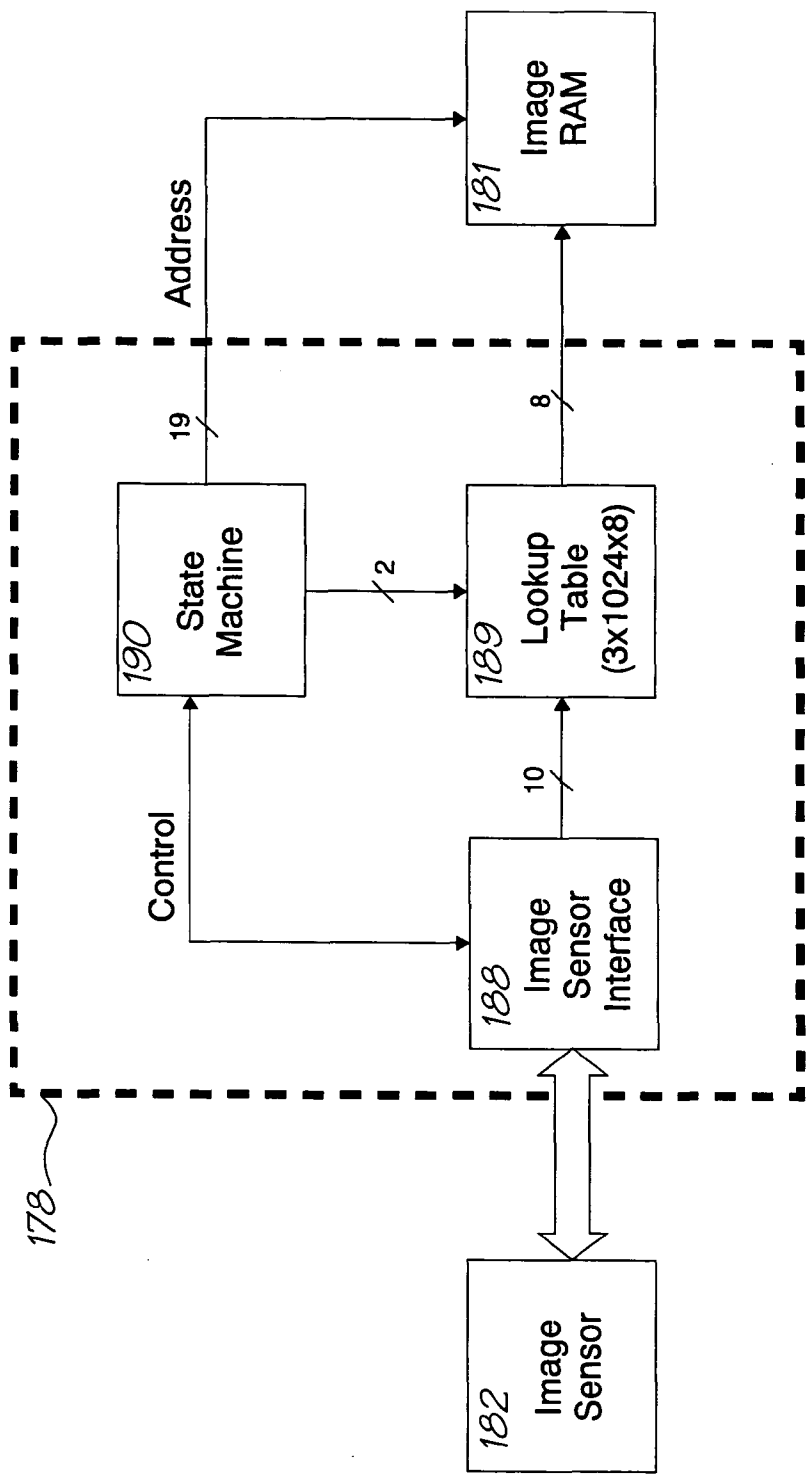 178
Control
Address
190
State
Machine
19
2
182
Image
Sensor
188
Image
Sensor
Interface
10
189
Lookup
Table
(3x1024x8)
8
181
Image
RAM